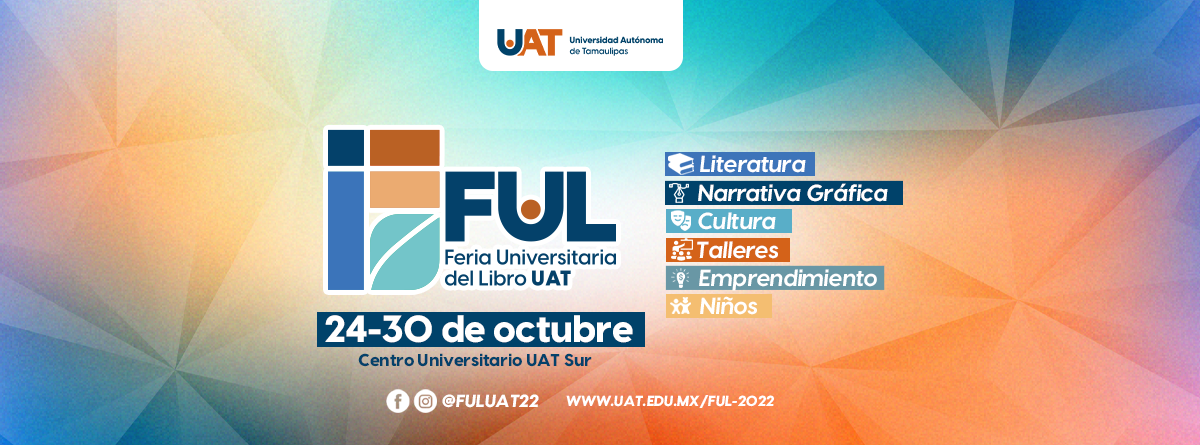 UAT
Universidad Autónoma
de Tamaulipas
FUL
Feria Universitaria
del Libro UAT
24-30 de octubre
Centro Universitario UAT Sur
Literatura
Narrativa Gráfica
Cultura
Talleres
Emprendimiento
Niños
@FULUAT22
WWW.UAT.EDU.MX/FUL-2022